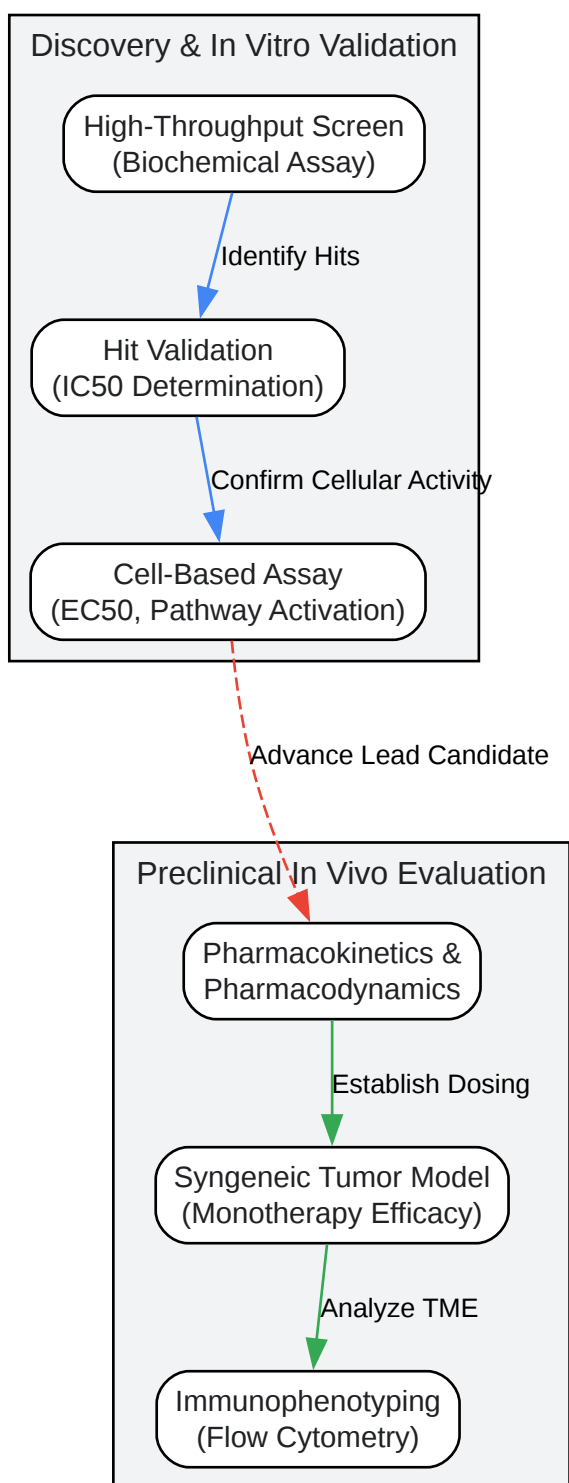 Discovery & In Vitro Validation
High-Throughput Screen
(Biochemical Assay)
Identify Hits
Hit Validation
(IC50 Determination)
Confirm Cellular Activity
Cell-Based Assay
(EC50, Pathway Activation)
Advance Lead Candidate
Preclinical In Vivo Evaluation
Pharmacokinetics &
Pharmacodynamics
Establish Dosing
Syngeneic Tumor Model
(Monotherapy Efficacy)
Analyze TME
Immunophenotyping
(Flow Cytometry)